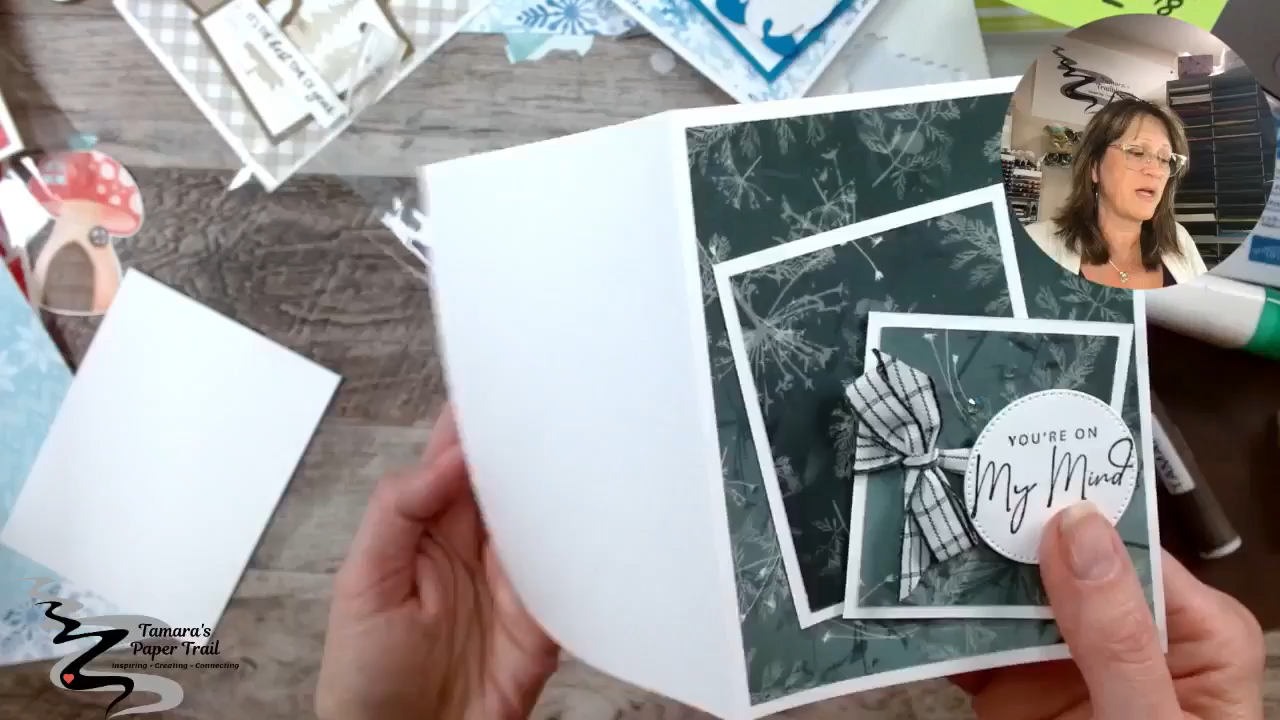 YOU'RE ON
My Mind
Tamara's
Paper Trail
Inspiring - Creating - Connecting